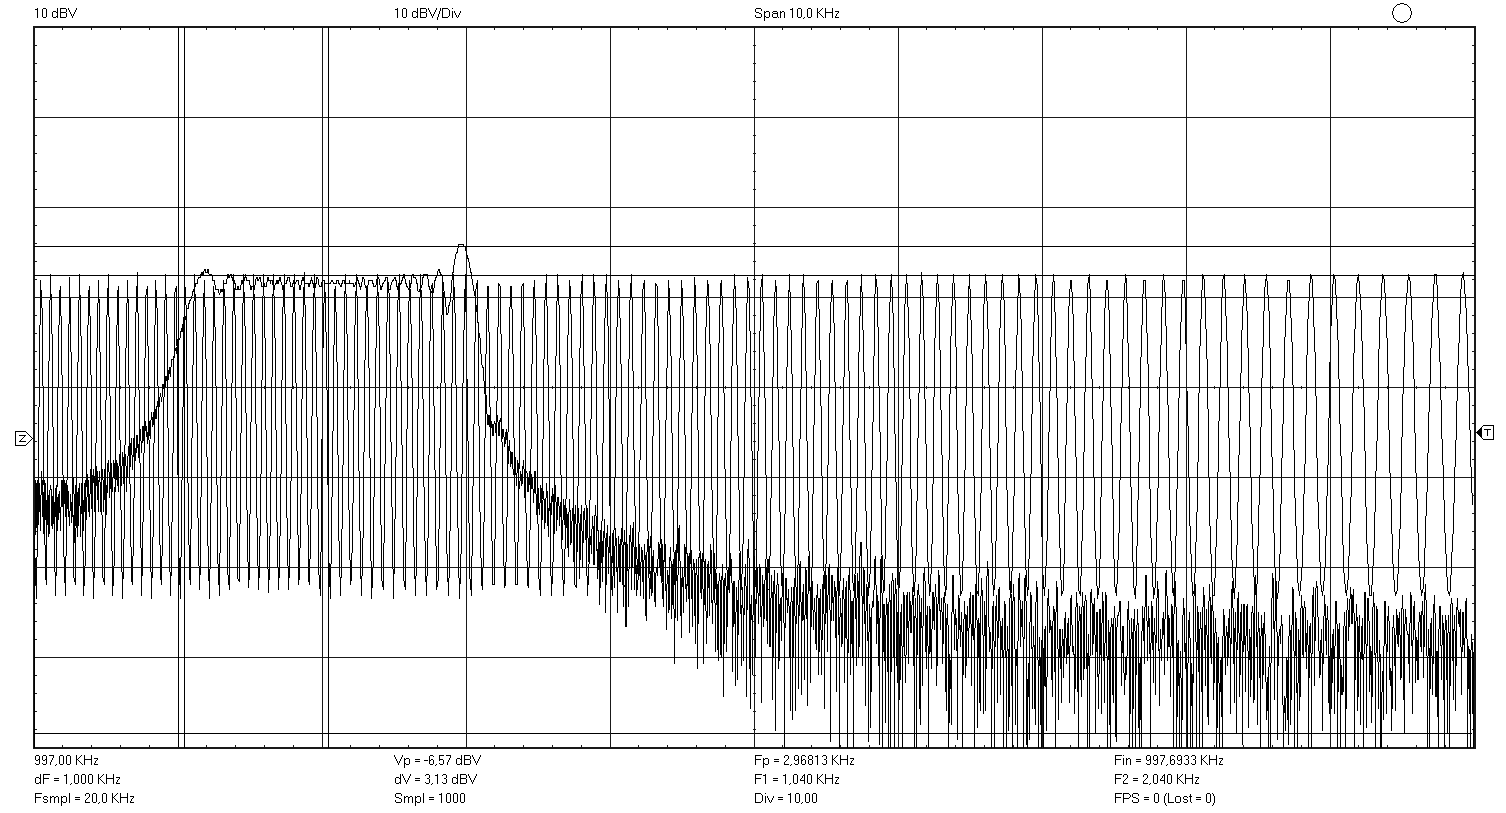 10 dBV 10 dBV/Div Span 10,0 KHz
Z
T
997,00 KHz Vp = -6,57 dBV Fp = 2,96813 KHz Fin = 997,6933 KHz
dF = 1,000 KHz dV = 3,13 dBV F1 = 1,040 KHz F2 = 2,040 KHz
Fsmpl = 20,0 KHz Smpl = 1000 Div = 10,00 FPS = 0 (Lost = 0)